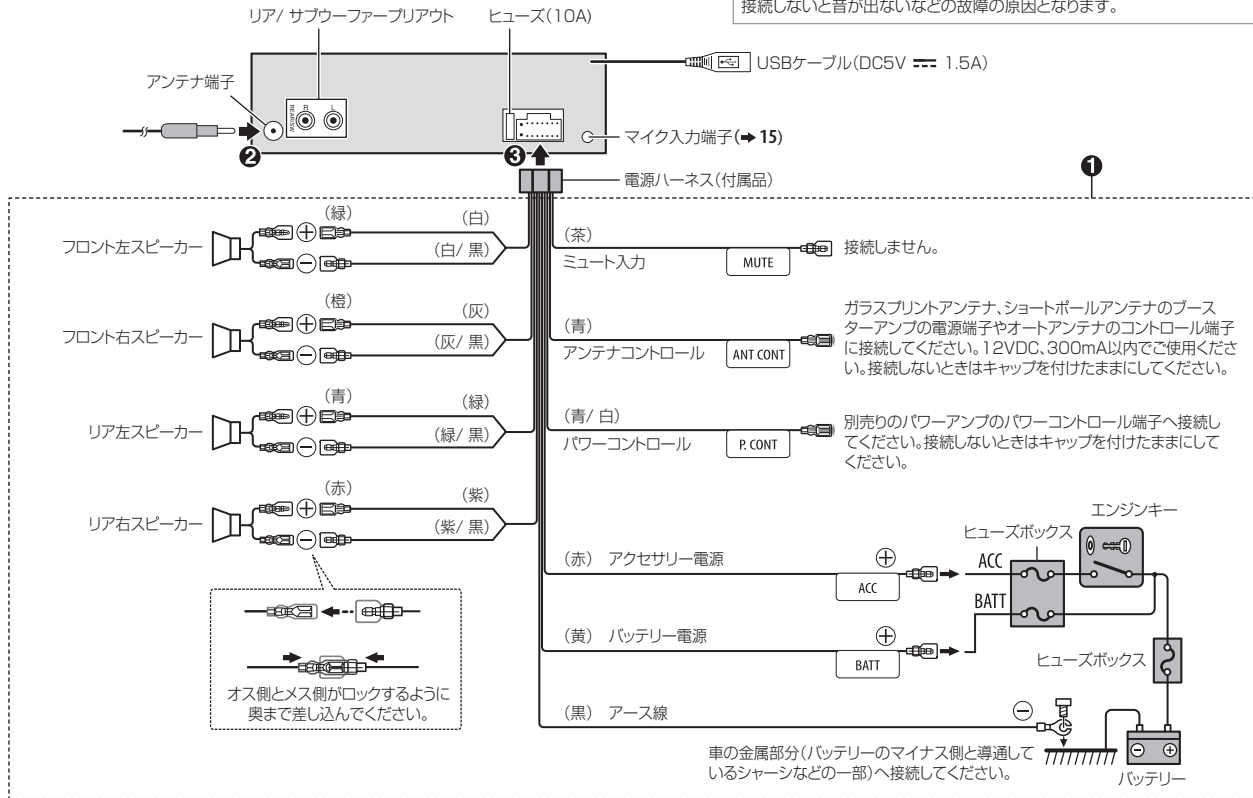 接続しないと音が出ないなどの故障の原因となります。
リア/ サブウーファープリアウト
ヒューズ(10A)
USBケーブル(DC5V ⎓ 1.5A)
アンテナ端子
REAR/SW
R
L
マイク入力端子(➜ 15)
❷
❸
電源ハーネス(付属品)
❶
フロント左スピーカー
(緑)
(白)
(白/ 黒)
(茶)
ミュート入力
MUTE
接続しません。
フロント右スピーカー
(橙)
(灰)
(灰/ 黒)
(青)
アンテナコントロール
ANT CONT
ガラスプリントアンテナ、ショートポールアンテナのブース
ターアンプの電源端子やオートアンテナのコントロール端子
に接続してください。12VDC、300mA以内でご使用くださ
い。接続しないときはキャップを付けたままにしてください。
リア左スピーカー
(青)
(緑)
(緑/ 黒)
(青/ 白)
パワーコントロール
P. CONT
別売りのパワーアンプのパワーコントロール端子へ接続し
てください。接続しないときはキャップを付けたままにして
ください。
リア右スピーカー
(赤)
(紫)
(紫/ 黒)
エンジンキー
ヒューズボックス
(赤) アクセサリー電源
ACC
ACC
BATT
(黄) バッテリー電源
BATT
ヒューズボックス
オス側とメス側がロックするように
奥まで差し込んでください。
(黒) アース線
車の金属部分(バッテリーのマイナス側と導通して
いるシャーシなどの一部)へ接続してください。
バッテリー